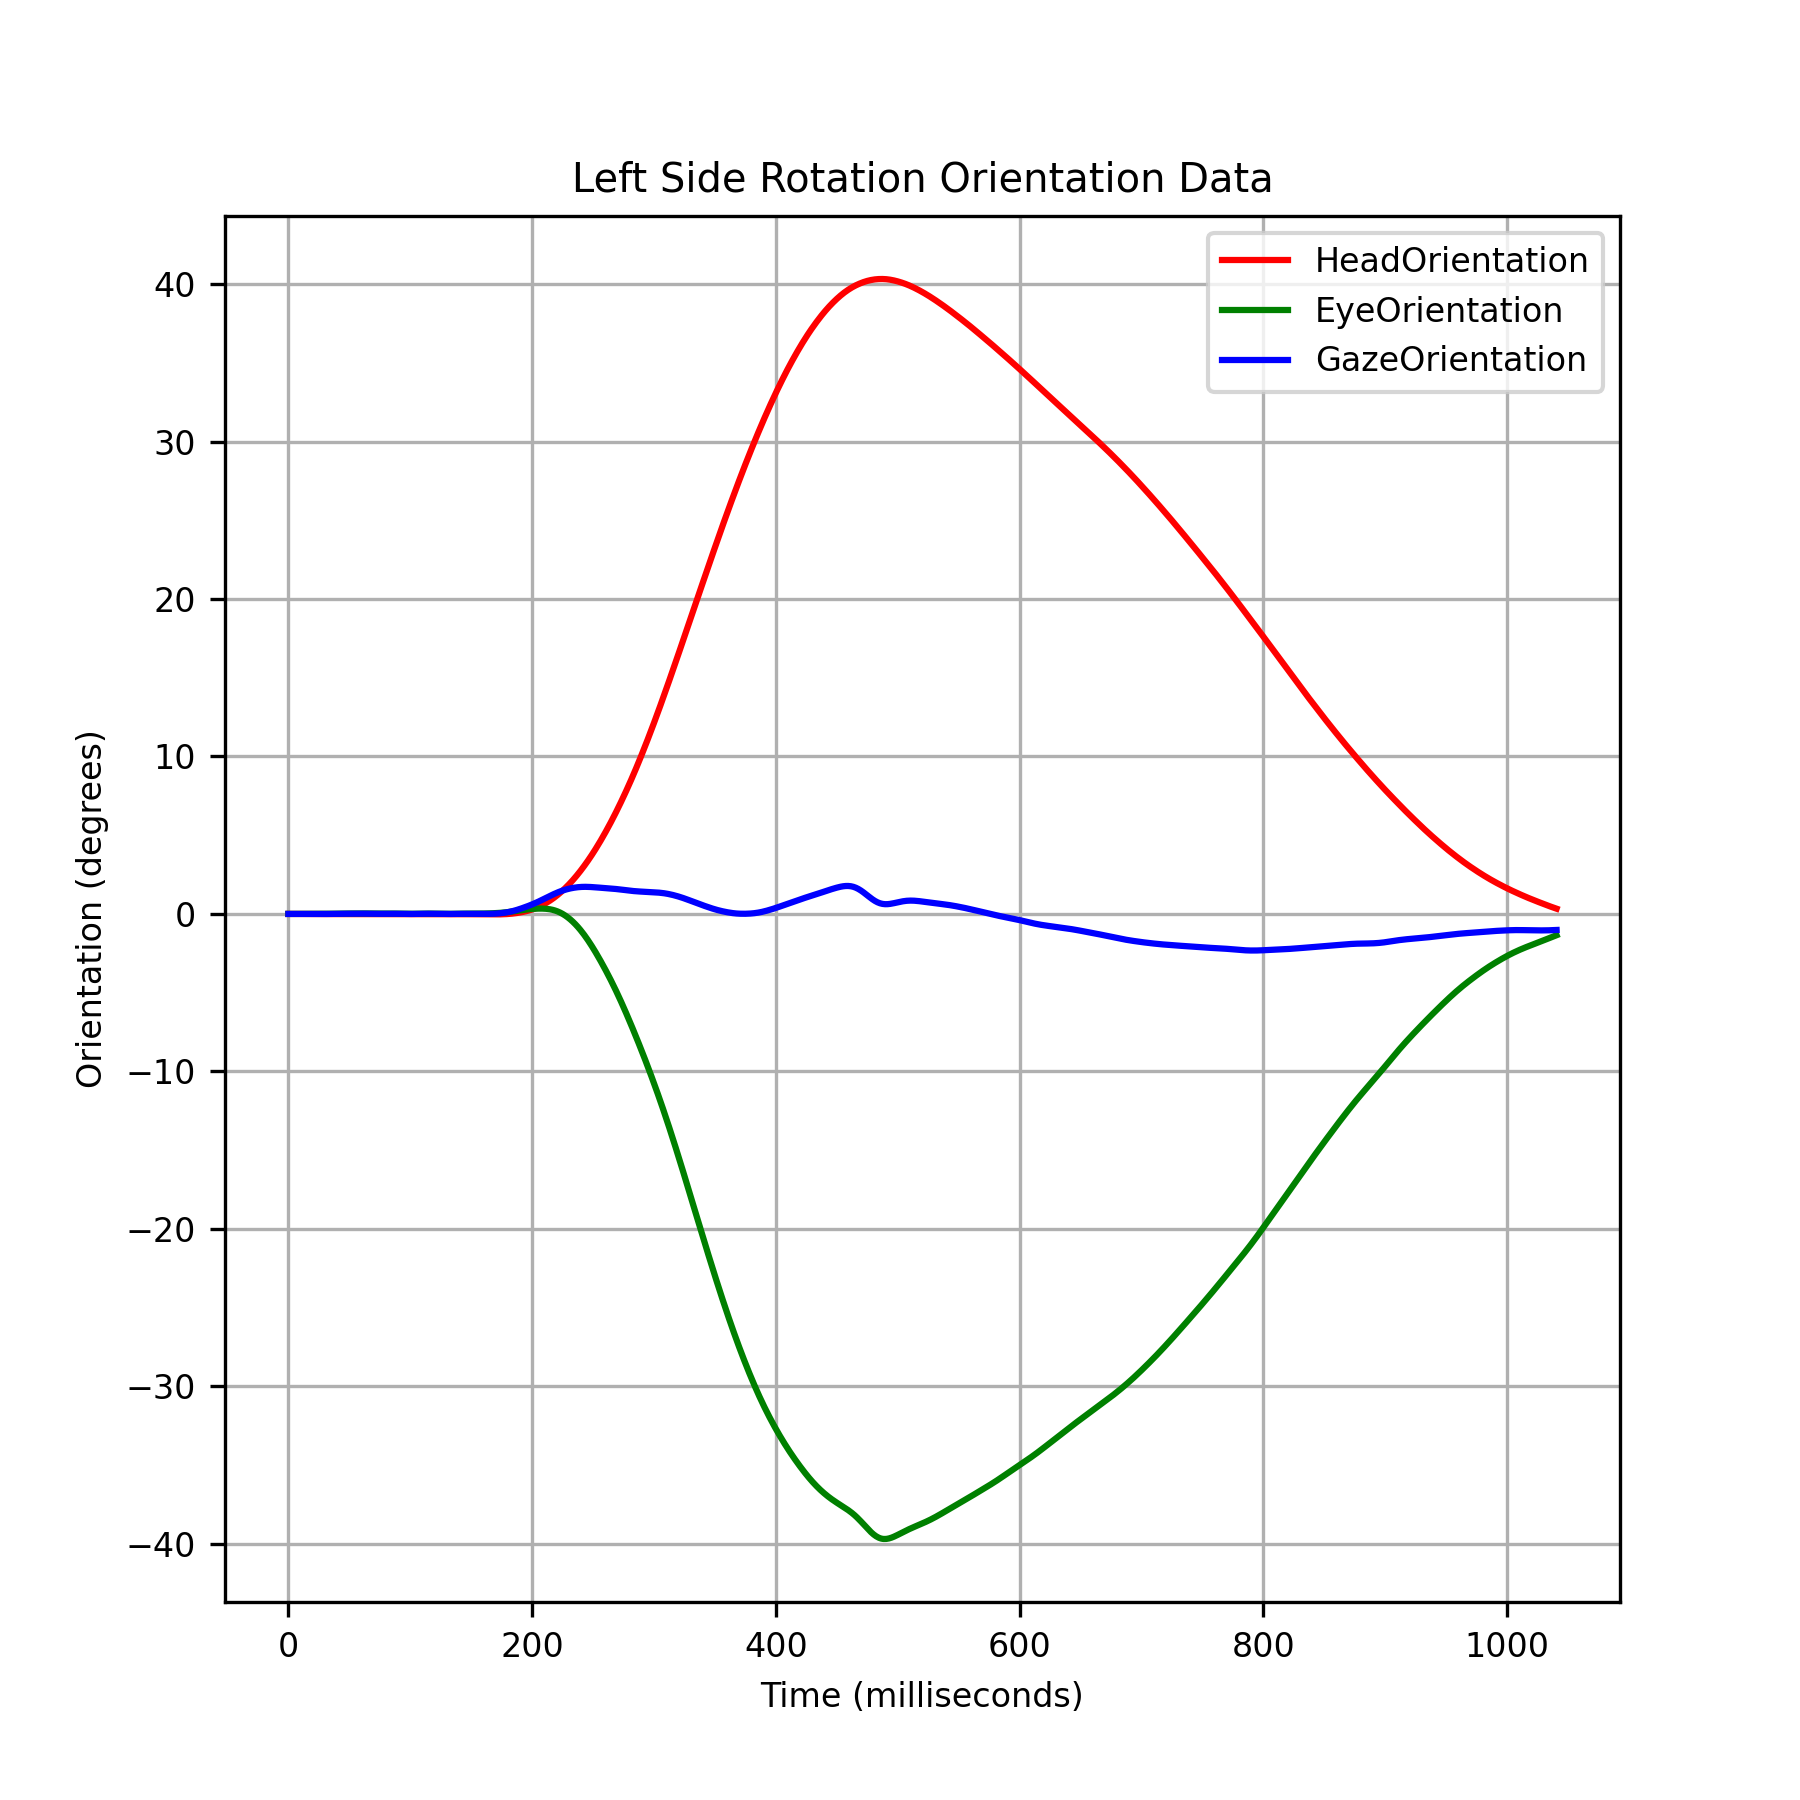 Left Side Rotation Orientation Data
HeadOrientation
EyeOrientation
GazeOrientation
40
30
20
10
0
−10
−20
−30
−40
Orientation (degrees)
0 200 400 600 800 1000
Time (milliseconds)